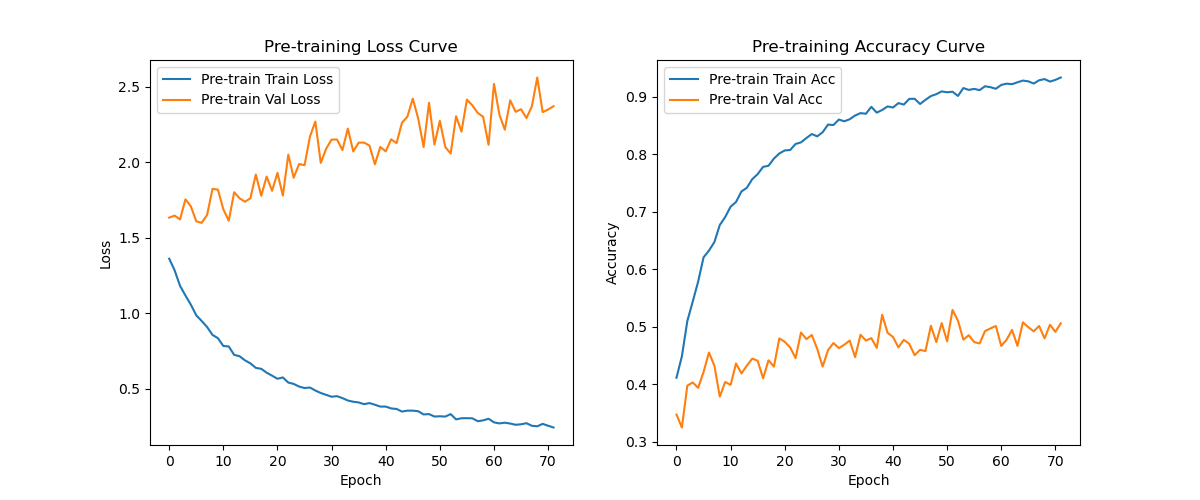 Pre-training Loss Curve
Pre-train Train Loss
Pre-train Val Loss
2.5
2.0
1.5
1.0
0.5
Loss
0 10 20 30 40 50 60 70
Epoch
Pre-training Accuracy Curve
Pre-train Train Acc
Pre-train Val Acc
0.9
0.8
0.7
0.6
0.5
0.4
0.3
Accuracy
0 10 20 30 40 50 60 70
Epoch